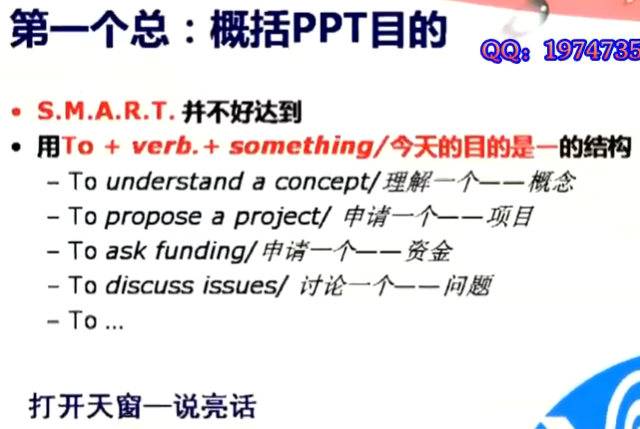 第一个总：概括PPT目的
QQ：1974735
• S.M.A.R.T. 并不好达到
• 用To + verb.+ something/今天的目的是一的结构
– To understand a concept/理解一个——概念
– To propose a project/ 申请一个——项目
– To ask funding/申请一个——资金
– To discuss issues/ 讨论一个——问题
– To ...
打开天窗—说亮话